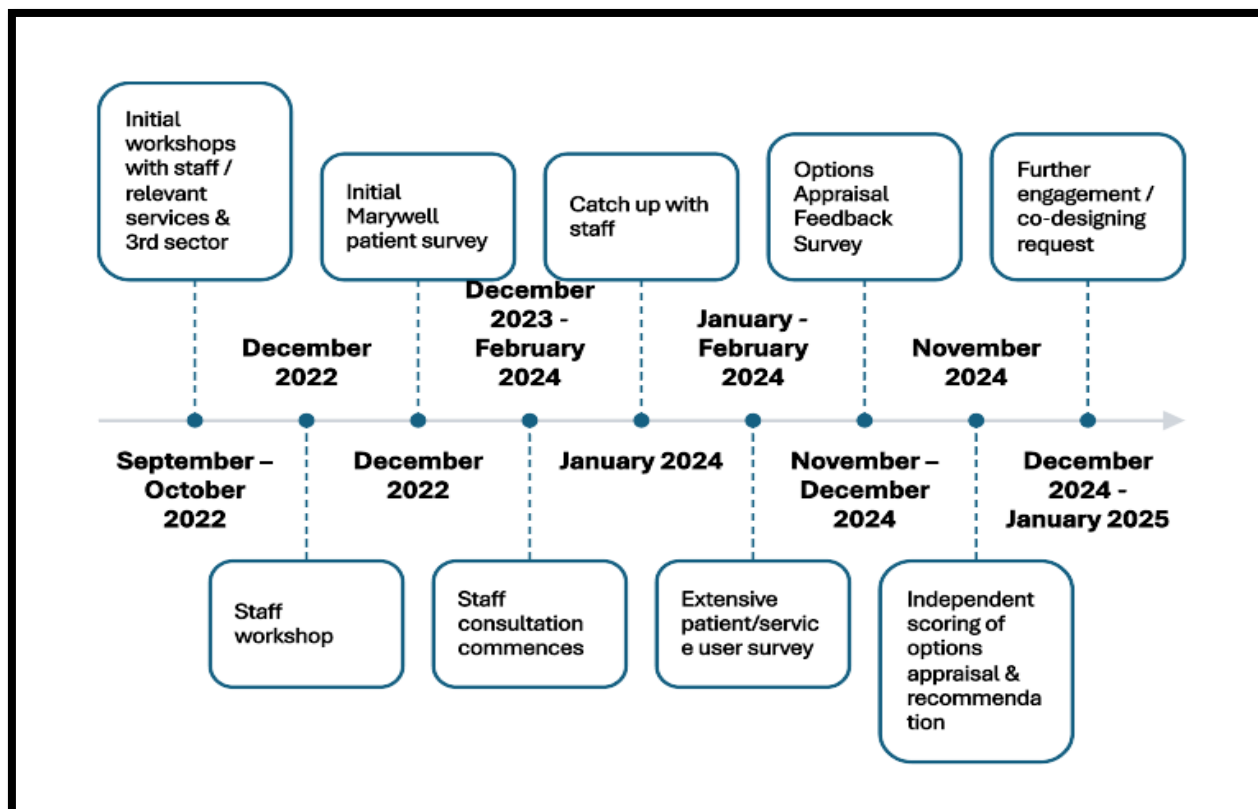 Initial
workshops
with staff /
relevant
services &
3rd sector
Initial
Marywell
patient survey
Catch up with
staff
Options
Appraisal
Feedback
Survey
Further
engagement /
co-designing
request
December
2022
December
2023 -
February
2024
January -
February
2024
November
2024
September –
October
2022
December
2022
January 2024
November –
December
2024
December
2024 -
January 2025
Staff
workshop
Staff
consultation
commences
Extensive
patient/servic
e user survey
Independent
scoring of
options
appraisal &
recommenda
tion